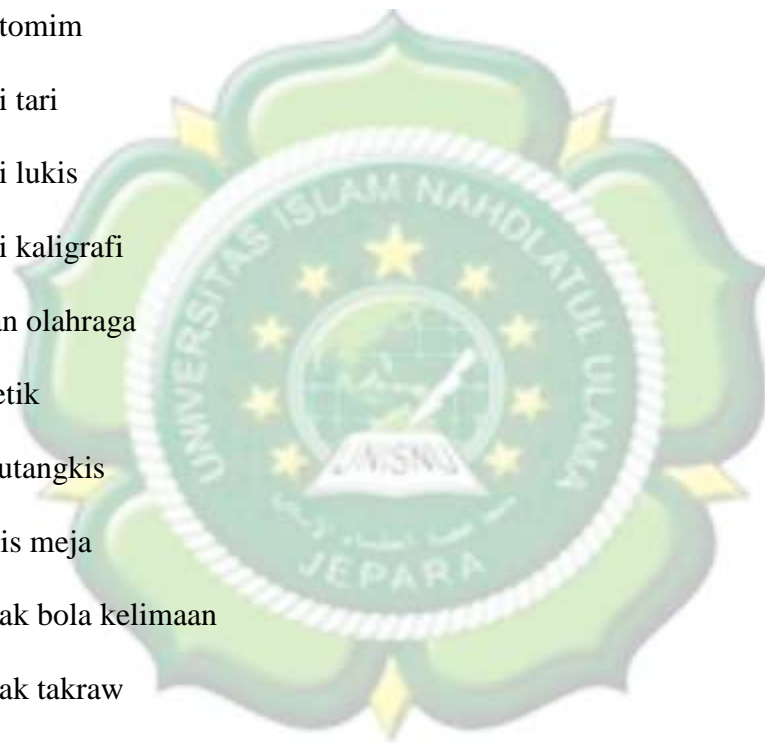 tomim
i tari
i lukis
i kaligrafi
an olahraga
etik
utangkis
is meja
ak bola kelimaan
ak takraw
UNIVERSITAS ISLAM NAHDLATUL ULAMA
UNISNU
JEPARA